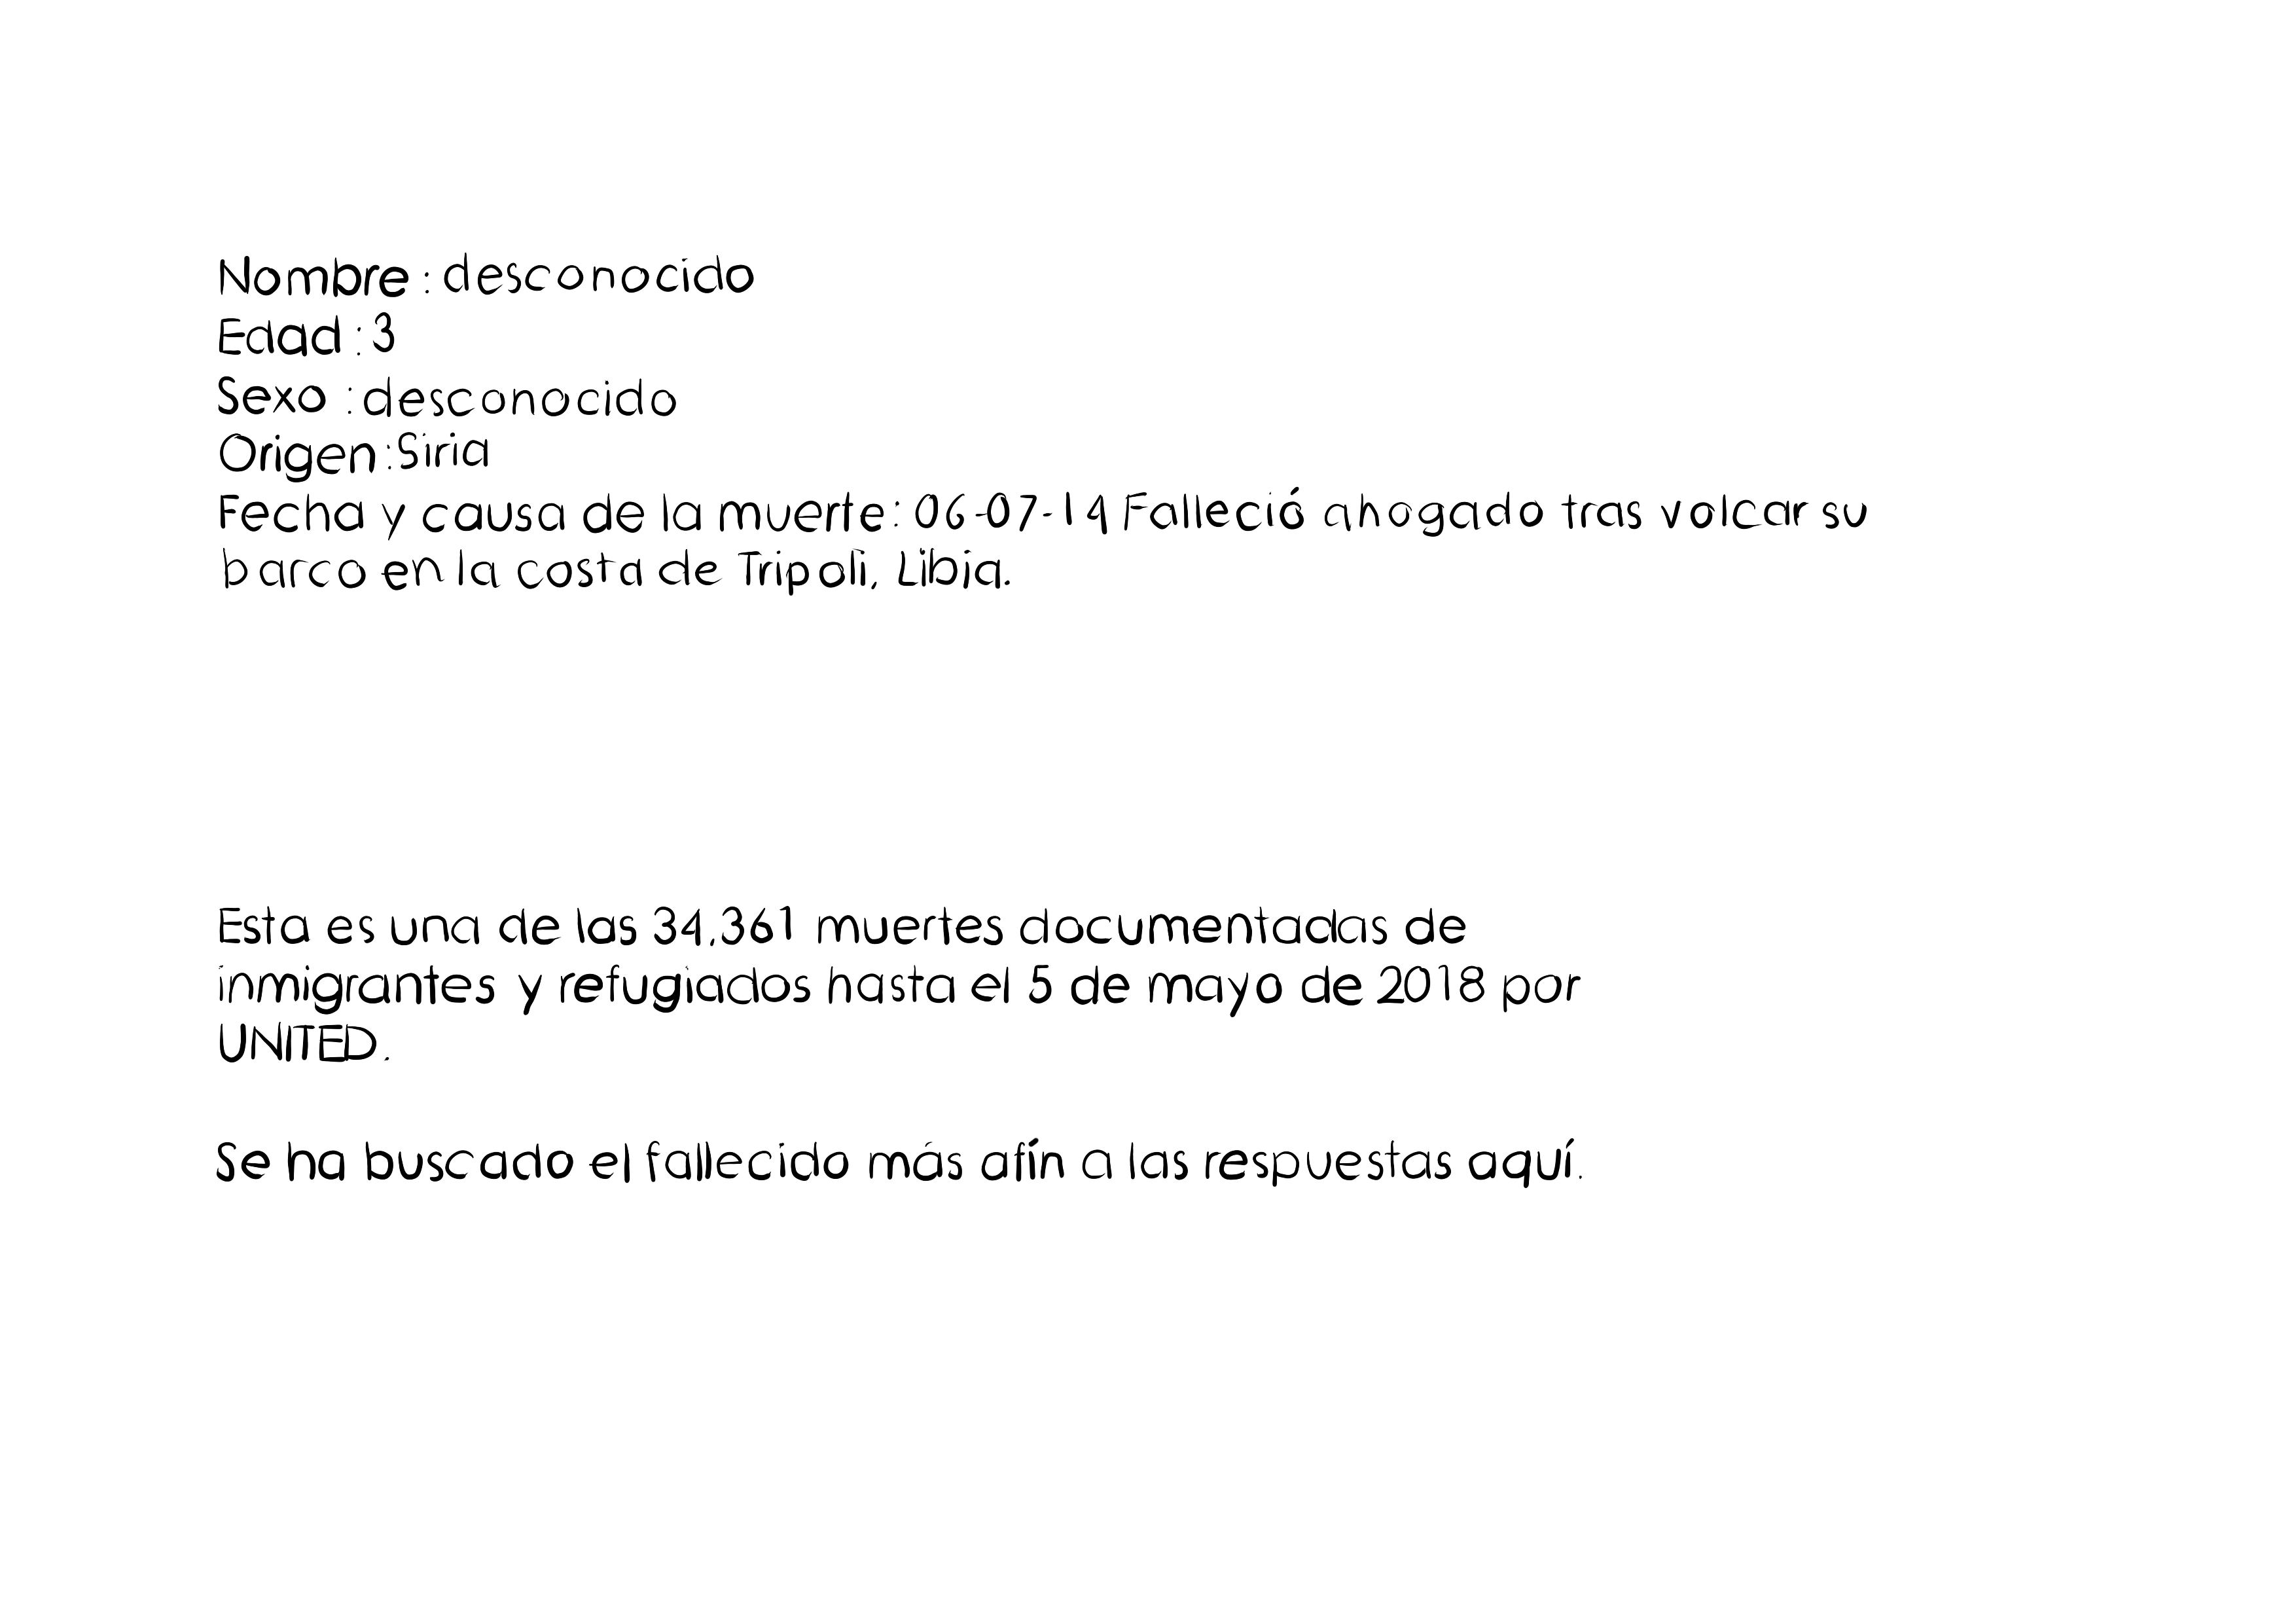 Nombre : desconocido
Edad : 3
Sexo : desconocido
Origen : Siria
Fecha y causa de la muerte: 06-07-14 Falleció ahogado tras volcar su
barco en la costa de Tripoli, Libia.
Esta es una de las 34,361 muertes documentadas de
inmigrantes y refugiados hasta el 5 de mayo de 2018 por
UNITED.
Se ha buscado el fallecido más afín a las respuestas aquí.